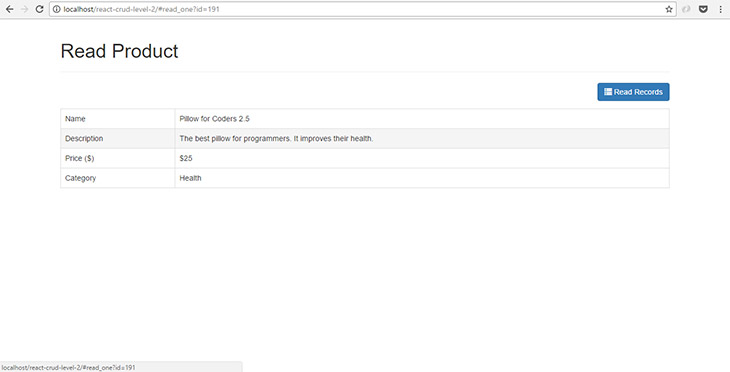 localhost/react-crud-level-2/#read_one?id=191
Read Product
Read Records
Name Pillow for Coders 2.5
Description The best pillow for programmers. It improves their health.
Price ($) $25
Category Health
localhost/react-crud-level-2/#read_one?id=191